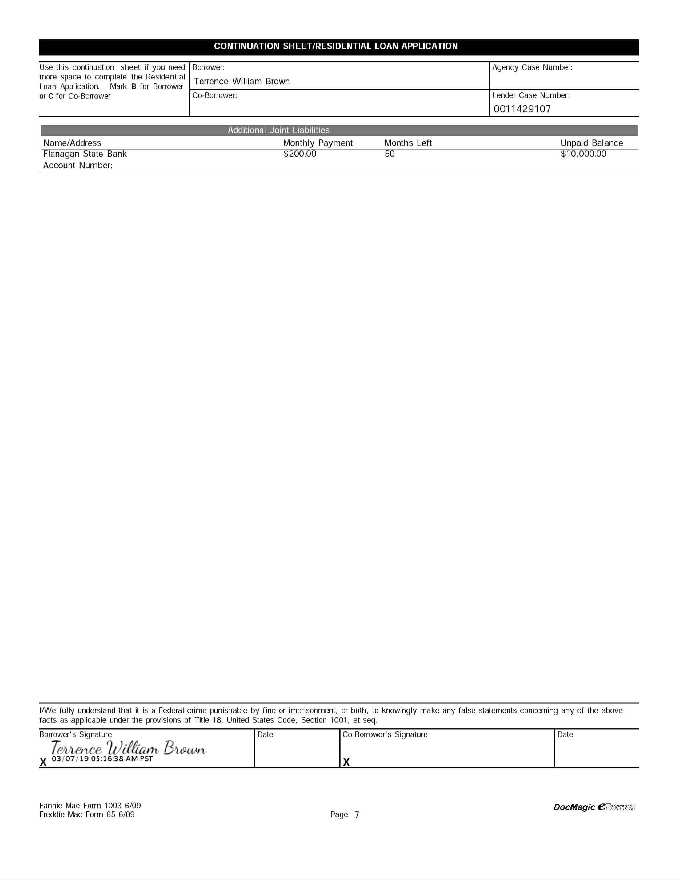 CONTINUATION SHEET/RESIDENTIAL LOAN APPLICATION
Use this continuation sheet if you need
more space to complete the Residential
Loan Application. Mark B for Borrower
or C for Co-Borrower
Borrower:
Terrence William Brown
Co-Borrower:
Agency Case Number:
Lender Case Number:
0011429107
Additional Joint Liabilities
Name/Address Monthly Payment Months Left Unpaid Balance
Flanagan State Bank $200.00 $10,000.00
Account Number:
I/We fully understand that it is a Federal crime punishable by fine or imprisonment, or both, to knowingly make any false statements concerning any of the above
facts as applicable under the provisions of Title 18, United States Code, Section 1001, et seq.
Borrower's Signature Date Co-Borrower's Signature Date
Terrence William Brown
X 03/07/19 05:16:38 AM PST X
Fannie Mae Form 1003 6/09
Freddie Mac Form 65 6/09
Page 7
DocMagic